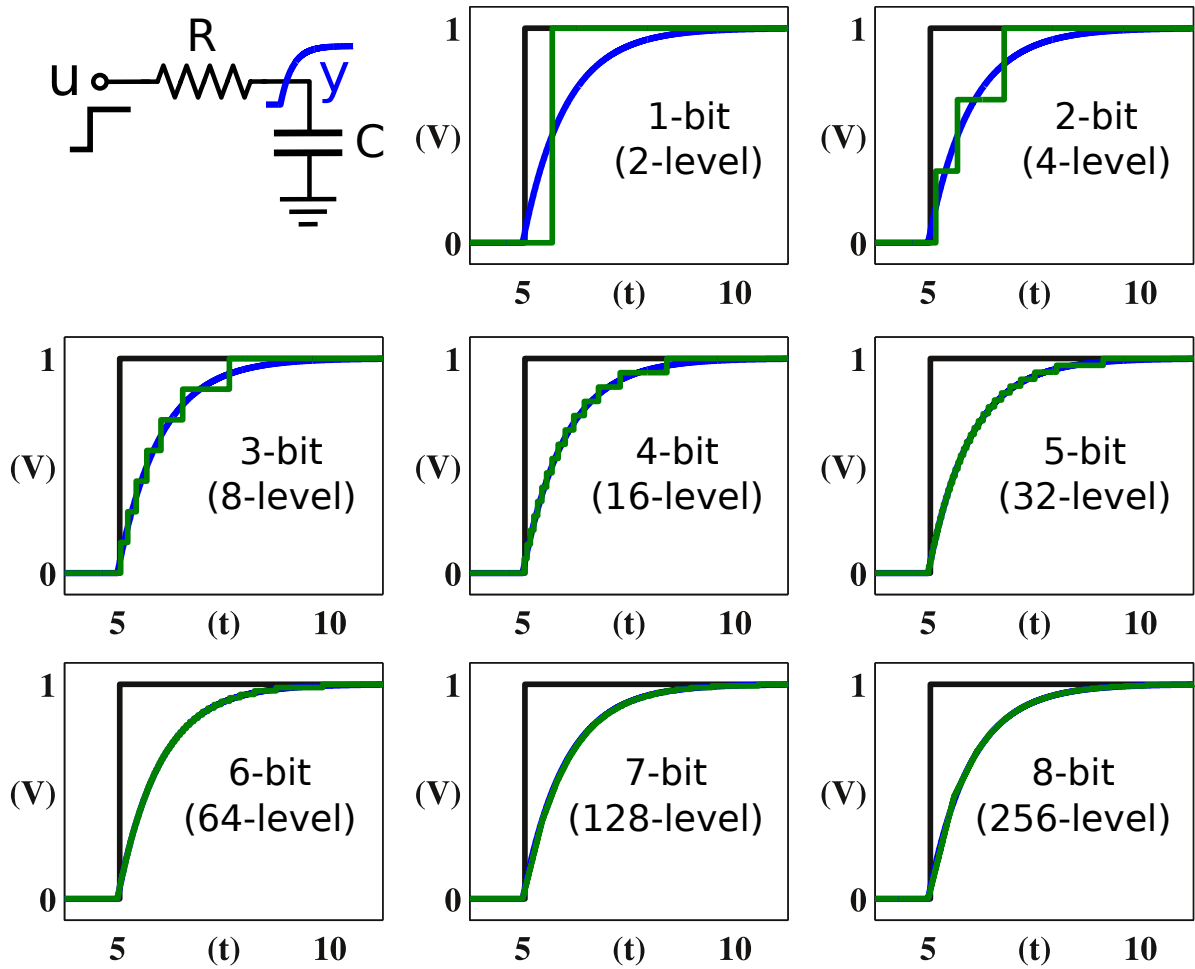 R
u
y
C
1
1-bit
(V)
(2-level)
0
5 (t) 10
1
2-bit
(V)
(4-level)
0
5 (t) 10
1
3-bit
(V)
(8-level)
0
5 (t) 10
1
4-bit
(V)
(16-level)
0
5 (t) 10
1
5-bit
(V)
(32-level)
0
5 (t) 10
1
6-bit
(V)
(64-level)
0
5 (t) 10
1
7-bit
(V)
(128-level)
0
5 (t) 10
1
8-bit
(V)
(256-level)
0
5 (t) 10